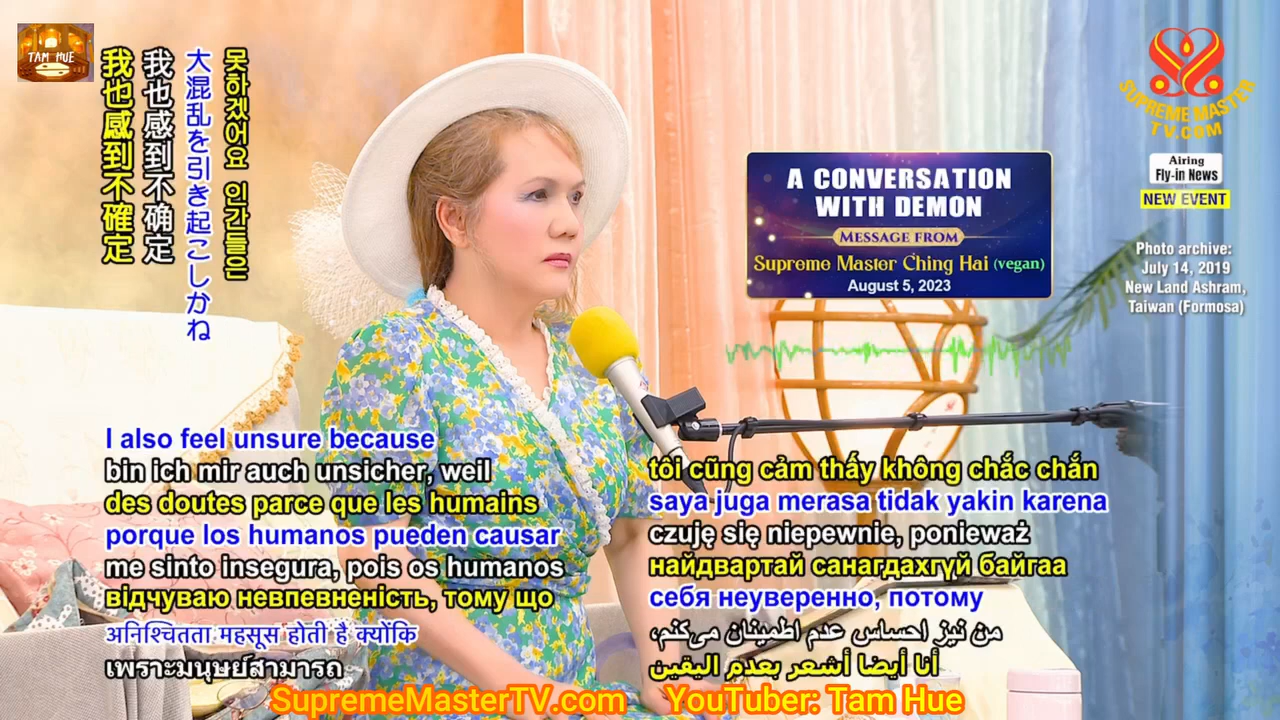 TAM HUE
我也感到不確定
我也感到不确定
大混乱を引き起こしかね
못하겠어요 인간들은
A CONVERSATION
WITH DEMON
MESSAGE FROM
Supreme Master Ching Hai (vegan)
August 5, 2023
SUPREME MASTER
TV.COM
Airing
Fly-in News
NEW EVENT
Photo archive:
July 14, 2019
New Land Ashram,
Taiwan (Formosa)
I also feel unsure because
bin ich mir auch unsicher, weil
des doutes parce que les humains
porque los humanos pueden causar
me sinto insegura, pois os humanos
відчуваю невпевненість, тому що
अनिश्चितता महसूस होती है क्योंकि
เพราะมนุษย์สามารถ
tôi cũng cảm thấy không chắc chắn
saya juga merasa tidak yakin karena
czuję się niepewnie, ponieważ
найдвартай санагдахгүй байгаа
себя неуверенно, потому
من نیز احساس عدم اطمینان می‌کنم،
أنا أيضا أشعر بعدم اليقين
SupremeMasterTV.com YouTuber: Tam Hue